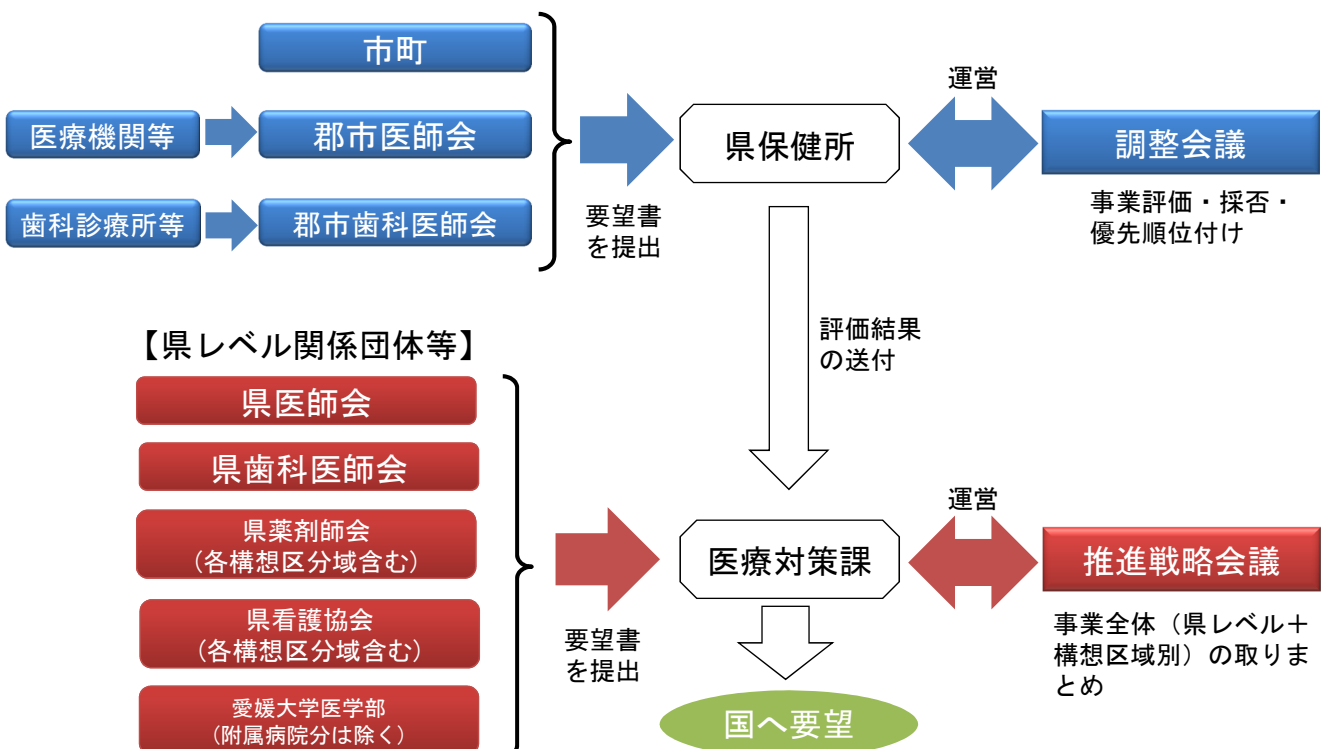 市町
医療機関等
郡市医師会
歯科診療所等
郡市歯科医師会
要望書
を提出
県保健所
運営
調整会議
事業評価・採否・
優先順位付け
評価結果
の送付
【県レベル関係団体等】
県医師会
県歯科医師会
県薬剤師会
(各構想区分域含む)
県看護協会
(各構想区分域含む)
愛媛大学医学部
(附属病院分は除く)
要望書
を提出
医療対策課
運営
推進戦略会議
事業全体（県レベル＋
構想区域別）の取りま
とめ
国へ要望